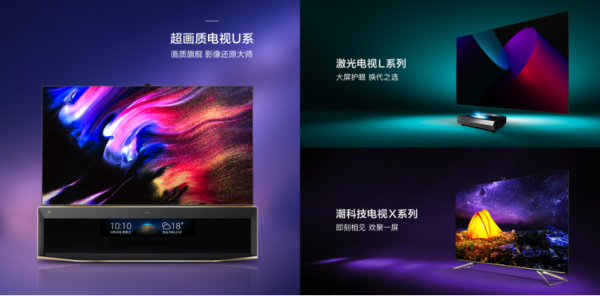 超画质电视U系
画质旗舰 影像还原大师
10:10
18°
激光电视L系列
大屏护眼 换代之选
潮科技电视X系列
即刻相见 欢聚一屏